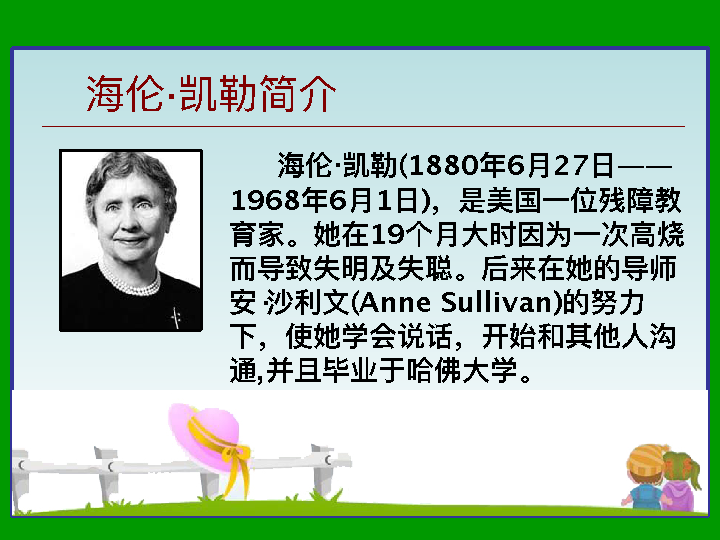 海伦·凯勒简介
海伦·凯勒(1880年6月27日——
1968年6月1日)，是美国一位残障教
育家。她在19个月大时因为一次高烧
而导致失明及失聪。后来在她的导师
安·沙利文(Anne Sullivan)的努力
下，使她学会说话，开始和其他人沟
通,并且毕业于哈佛大学。